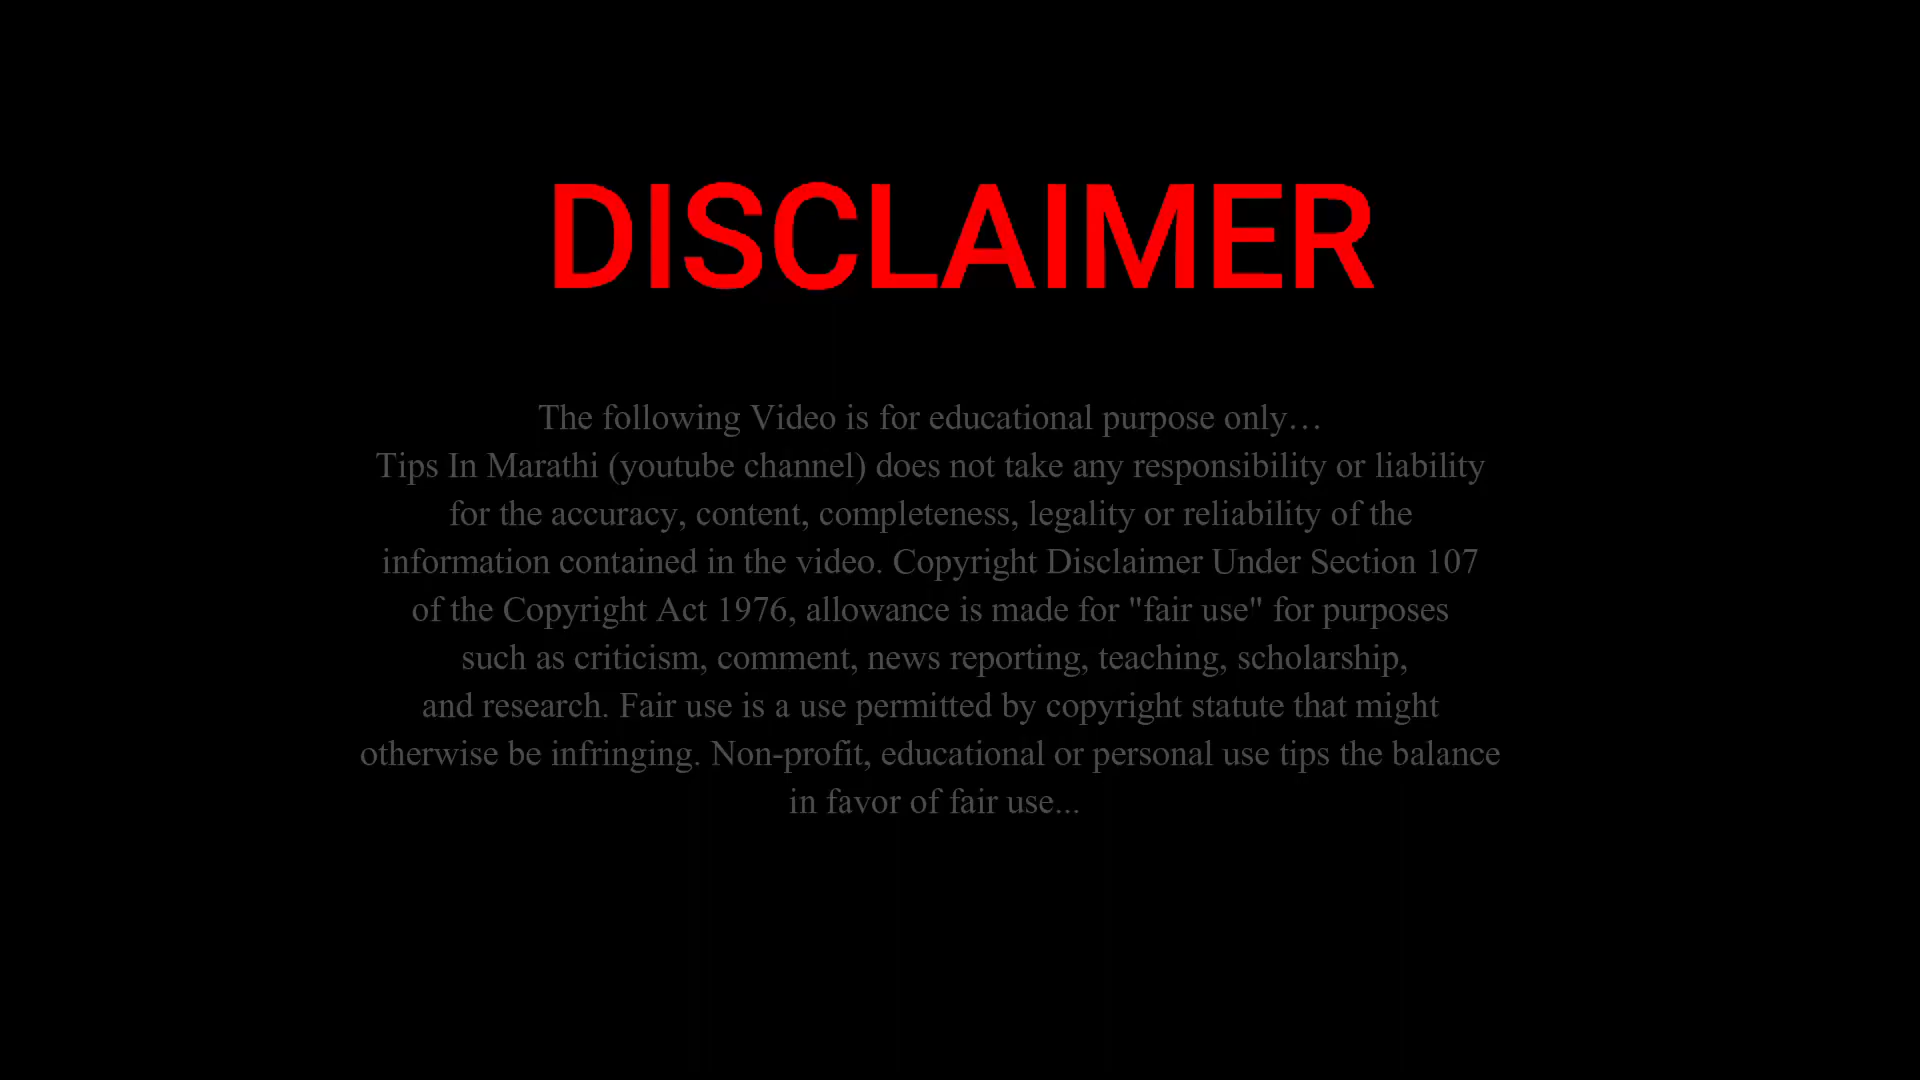 DISCLAIMER
The following Video is for educational purpose only…
Tips In Marathi (youtube channel) does not take any responsibility or liability
for the accuracy, content, completeness, legality or reliability of the
information contained in the video. Copyright Disclaimer Under Section 107
of the Copyright Act 1976, allowance is made for "fair use" for purposes
such as criticism, comment, news reporting, teaching, scholarship,
and research. Fair use is a use permitted by copyright statute that might
otherwise be infringing. Non-profit, educational or personal use tips the balance
in favor of fair use...